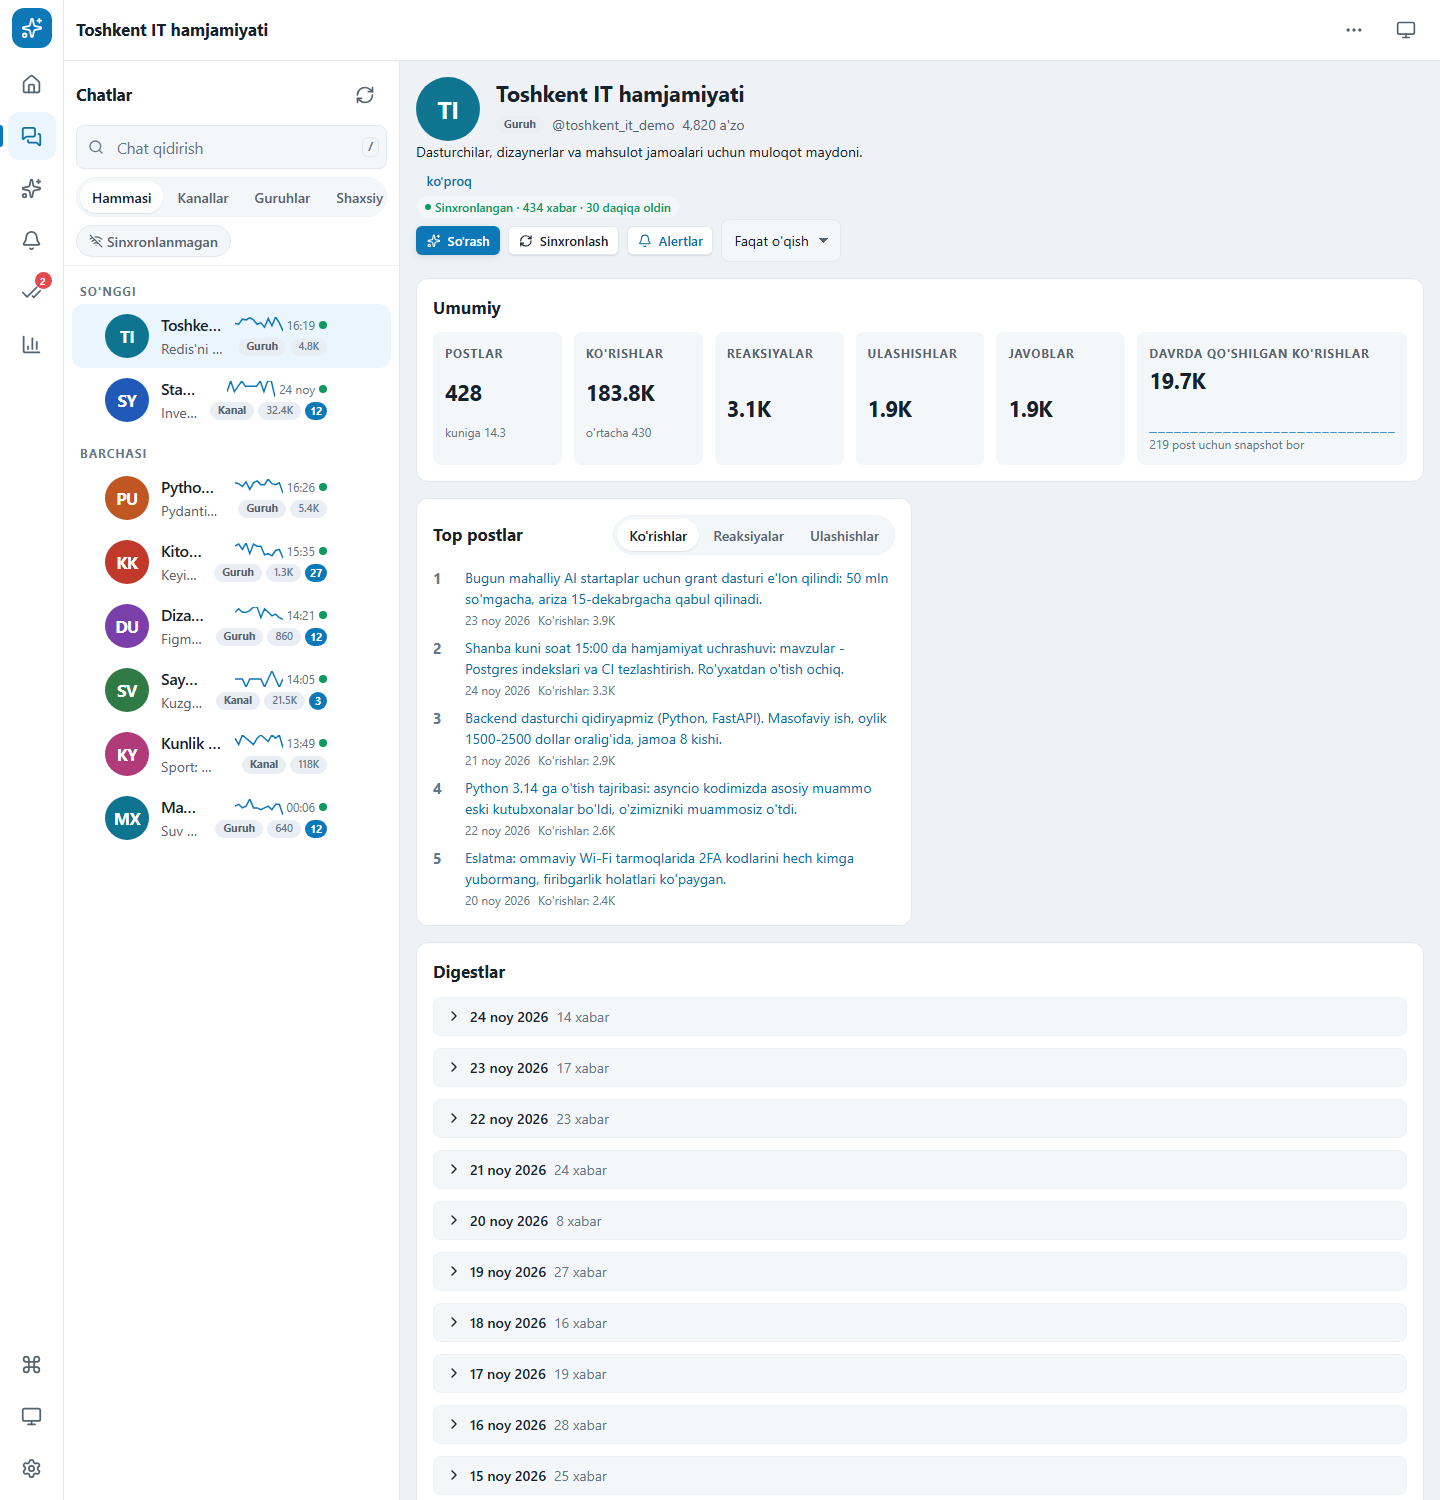 Toshkent IT hamjamiyati
2
Chatlar
Chat qidirish
/
Hammasi Kanallar Guruhlar Shaxsiy
Sinxronlanmagan
SO'NGGI
TI Toshke... 16:19
Redis'ni ... Guruh 4.8K
SY Sta... 24 noy
Inve... Kanal 32.4K 12
BARCHASI
PU Pytho... 16:26
Pydanti... Guruh 5.4K
KK Kito... 15:35
Keyi... Guruh 1.3K 27
DU Diza... 14:21
Figm... Guruh 860 12
SV Say... 14:05
Kuzg... Kanal 21.5K 3
KY Kunlik ... 13:49
Sport: ... Kanal 118K
MX Ma... 00:06
Suv ... Guruh 640 12
TI
Toshkent IT hamjamiyati
Guruh @toshkent_it_demo 4,820 a'zo
Dasturchilar, dizaynerlar va mahsulot jamoalari uchun muloqot maydoni.
ko'proq
Sinxronlangan · 434 xabar · 30 daqiqa oldin
So'rash Sinxronlash Alertlar Faqat o'qish
Umumiy
POSTLAR
428
kuniga 14.3
KO'RISHLAR
183.8K
o'rtacha 430
REAKSIYALAR
3.1K
ULASHISHLAR
1.9K
JAVOBLAR
1.9K
DAVRDA QO'SHILGAN KO'RISHLAR
19.7K
219 post uchun snapshot bor
Top postlar
Ko'rishlar Reaksiyalar Ulashishlar
1 Bugun mahalliy AI startaplar uchun grant dasturi e'lon qilindi: 50 mln
so'mgacha, ariza 15-dekabrgacha qabul qilinadi.
23 noy 2026 Ko'rishlar: 3.9K
2 Shanba kuni soat 15:00 da hamjamiyat uchrashuvi: mavzular -
Postgres indekslari va CI tezlashtirish. Ro'yxatdan o'tish ochiq.
24 noy 2026 Ko'rishlar: 3.3K
3 Backend dasturchi qidiryapmiz (Python, FastAPI). Masofaviy ish, oylik
1500-2500 dollar oralig'ida, jamoa 8 kishi.
21 noy 2026 Ko'rishlar: 2.9K
4 Python 3.14 ga o'tish tajribasi: asyncio kodimizda asosiy muammo
eski kutubxonalar bo'ldi, o'zimizniki muammosiz o'tdi.
22 noy 2026 Ko'rishlar: 2.6K
5 Eslatma: ommaviy Wi-Fi tarmoqlarida 2FA kodlarini hech kimga
yubormang, firibgarlik holatlari ko'paygan.
20 noy 2026 Ko'rishlar: 2.4K
Digestlar
24 noy 2026 14 xabar
23 noy 2026 17 xabar
22 noy 2026 23 xabar
21 noy 2026 24 xabar
20 noy 2026 8 xabar
19 noy 2026 27 xabar
18 noy 2026 16 xabar
17 noy 2026 19 xabar
16 noy 2026 28 xabar
15 noy 2026 25 xabar